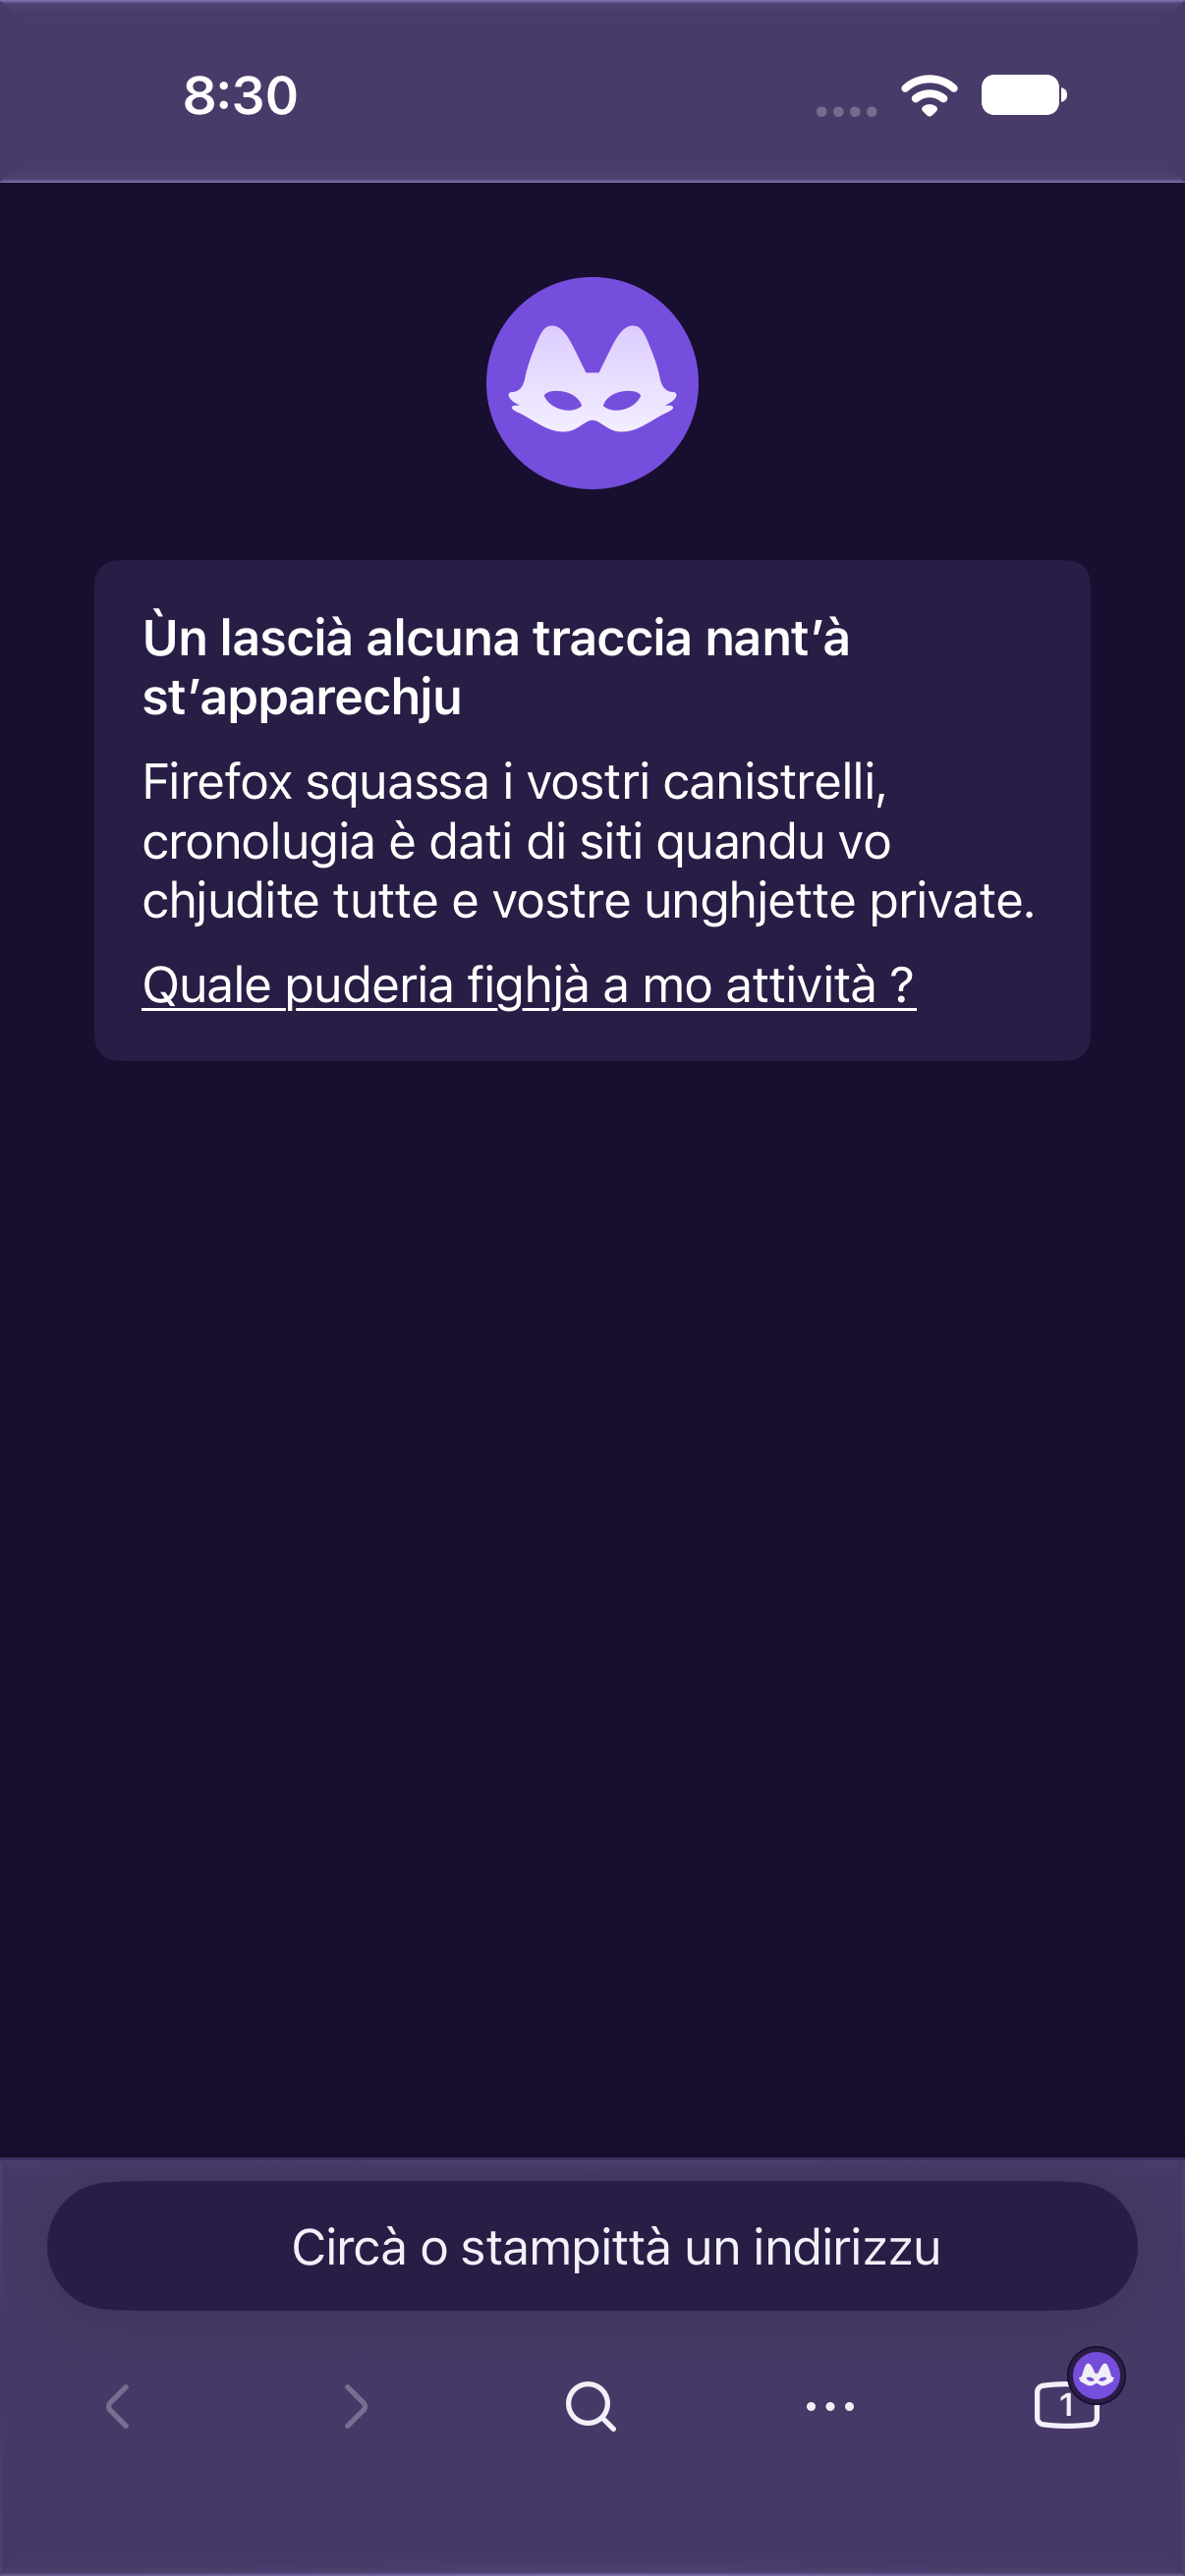 8:30
Ùn lascià alcuna traccia nant’à
st’apparechju
Firefox squassa i vostri canistrelli,
cronolugia è dati di siti quandu vo
chjudite tutte e vostre unghjette private.
Quale puderia fighjà a mo attività ?
Circà o stampittà un indirizzu
1